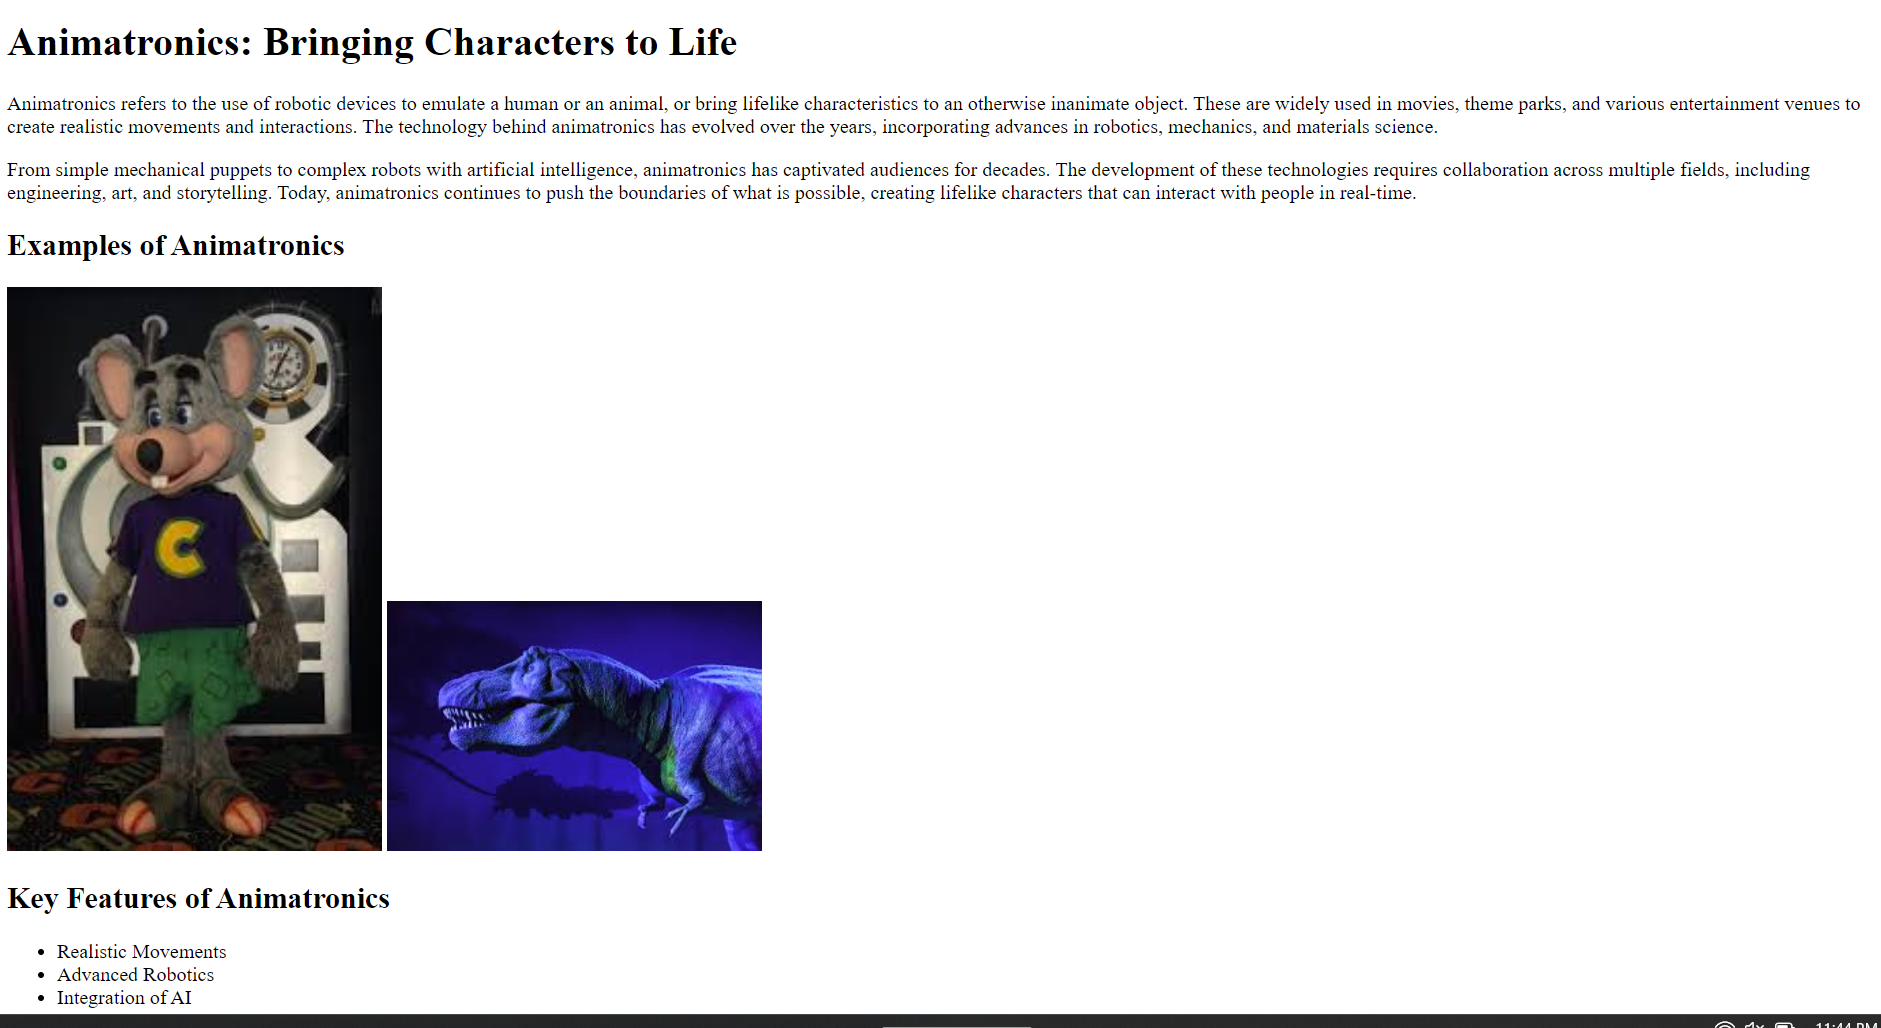 Animatronics: Bringing Characters to Life
Animatronics refers to the use of robotic devices to emulate a human or an animal, or bring lifelike characteristics to an otherwise inanimate object. These are widely used in movies, theme parks, and various entertainment venues to
create realistic movements and interactions. The technology behind animatronics has evolved over the years, incorporating advances in robotics, mechanics, and materials science.
From simple mechanical puppets to complex robots with artificial intelligence, animatronics has captivated audiences for decades. The development of these technologies requires collaboration across multiple fields, including
engineering, art, and storytelling. Today, animatronics continues to push the boundaries of what is possible, creating lifelike characters that can interact with people in real-time.
Examples of Animatronics
C
Key Features of Animatronics
• Realistic Movements
• Advanced Robotics
• Integration of AI
11:44 PM